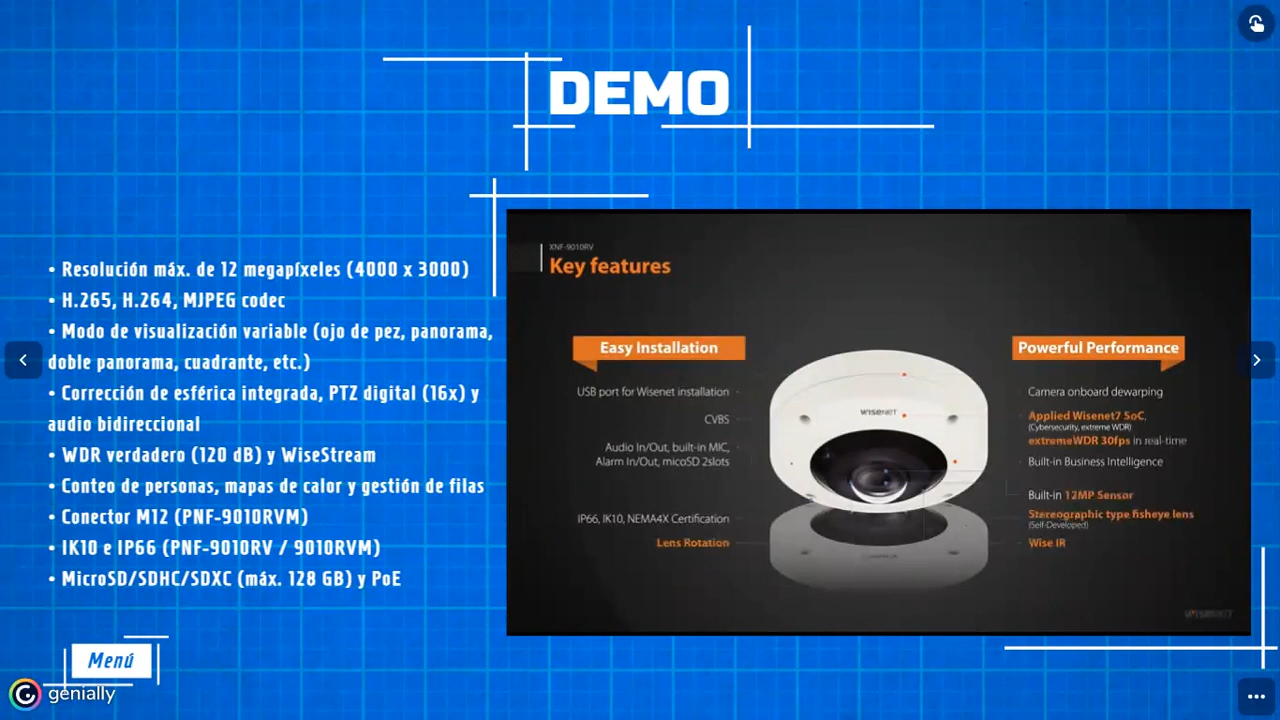 DEMO
• Resolución máx. de 12 megapíxeles (4000 x 3000)
• H.265, H.264, MJPEG codec
• Modo de visualización variable (ojo de pez, panorama,
doble panorama, cuadrante, etc.)
• Corrección de esférica integrada, PTZ digital (16x) y
audio bidireccional
• WDR verdadero (120 dB) y WiseStream
• Conteo de personas, mapas de calor y gestión de filas
• Conector M12 (PNF-9010RVM)
• IK10 e IP66 (PNF-9010RV / 9010RVM)
• MicroSD/SDHC/SDXC (máx. 128 GB) y PoE
XNF-9010RV
Key features
Easy Installation
USB port for Wisenet installation
CVBS
Audio In/Out, built-in MIC,
Alarm In/Out, micoSD 2slots
IP66, IK10, NEMA4X Certification
Lens Rotation
WISENET
Powerful Performance
Camera onboard dewarping
Applied Wisenet7 SoC,
(Cybersecurity, extreme WDR)
extremeWDR 30fps in real-time
Built-in Business Intelligence
Built-in 12MP Sensor
Stereographic type fisheye lens
(Self-Developed)
Wise IR
WISENET
Menú
genially